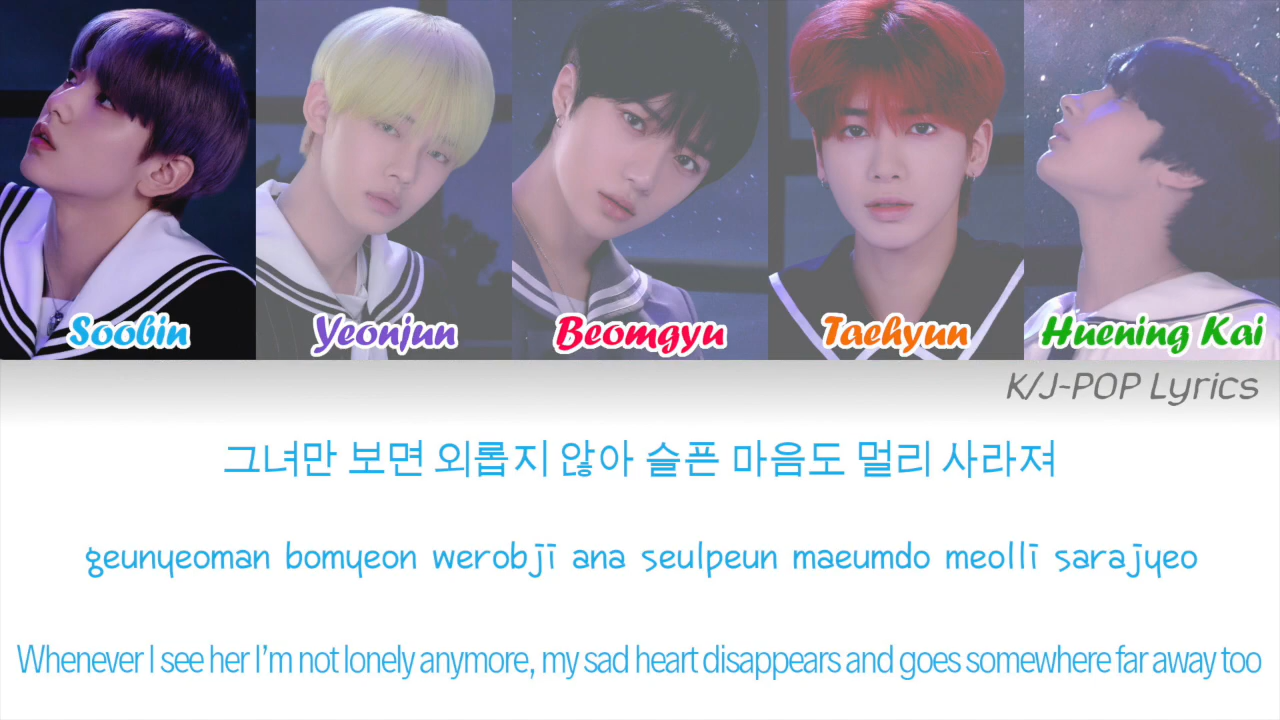 Soobin Yeonjun Beomgyu Taehyun Huening Kai
K/J-POP Lyrics
그녀만 보면 외롭지 않아 슬픈 마음도 멀리 사라져
geunyeoman bomyeon werobji ana seulpeun maeumdo meolli sarajyeo
Whenever I see her I'm not lonely anymore, my sad heart disappears and goes somewhere far away too